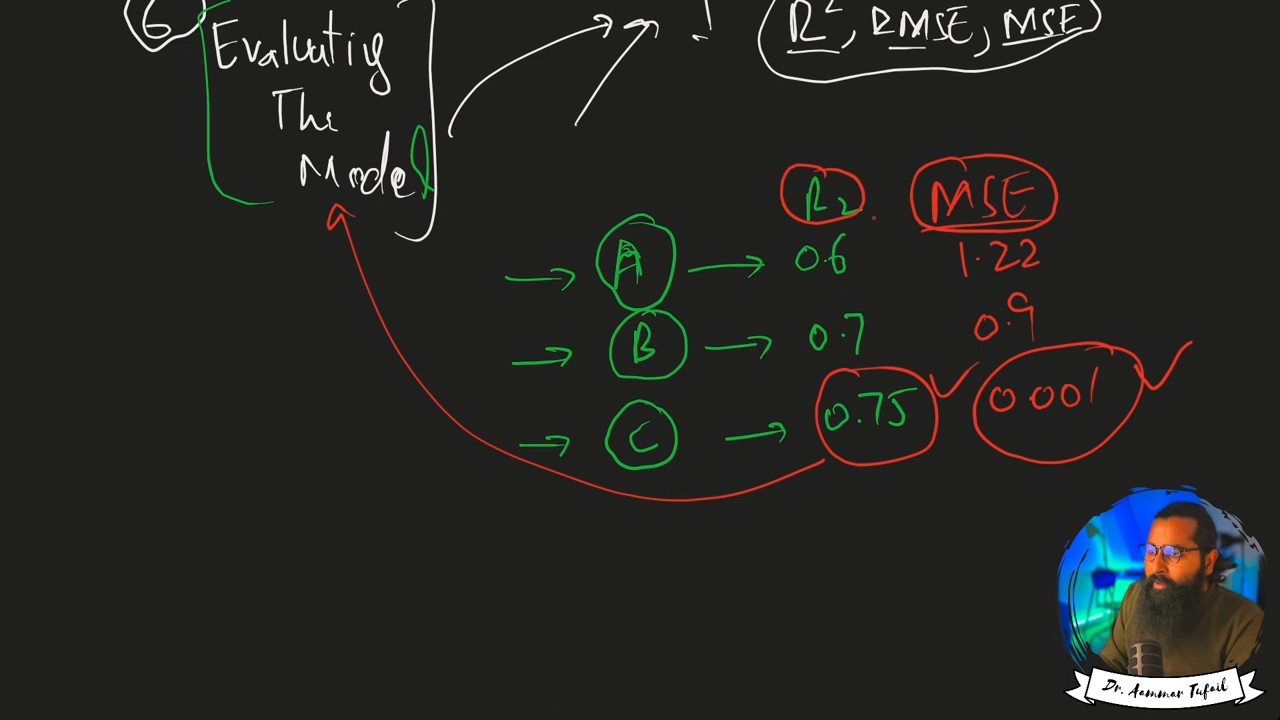 6 Evaluating
The
Model
R², RMSE, MSE
R2 MSE
A 0.6 1.22
B 0.7 0.9
C 0.75 0.001
Dr. Aammar Tufail